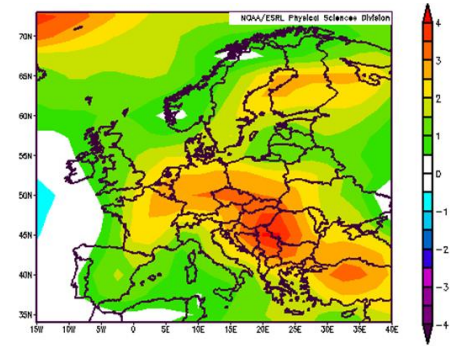 NOAA/ESRL Physical Sciences Division
70N
65N
60N
55N
50N
45N
40N
35N
15W
10W
5W
0
5E
10E
15E
20E
25E
30E
35E
40E
4
3
2
1
0
-1
-2
-3
-4